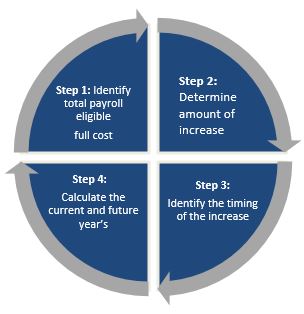 Step 1: Identify
total payroll
eligible
full cost
Step 2:
Determine
amount of
increase
Step 3:
Identify the timing
of the increase
Step 4:
Calculate the
current and future
year's